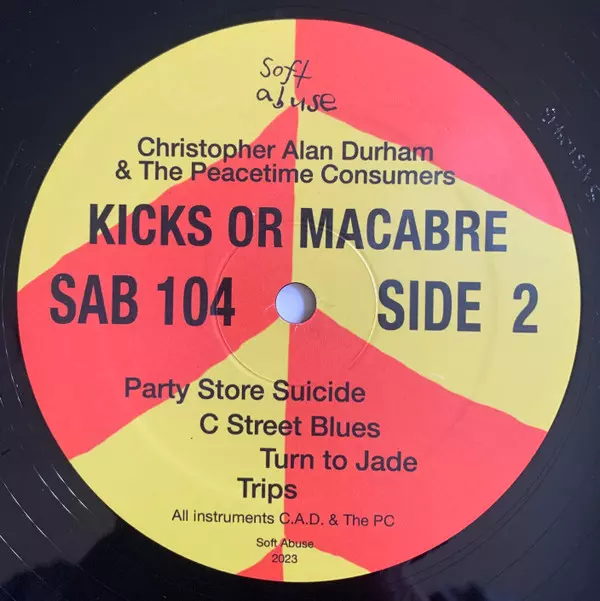 soft
abuse
Christopher Alan Durham
& The Peacetime Consumers
KICKS OR MACABRE
SAB 104 SIDE 2
Party Store Suicide
C Street Blues
Turn to Jade
Trips
All instruments C.A.D. & The PC
Soft Abuse
2023